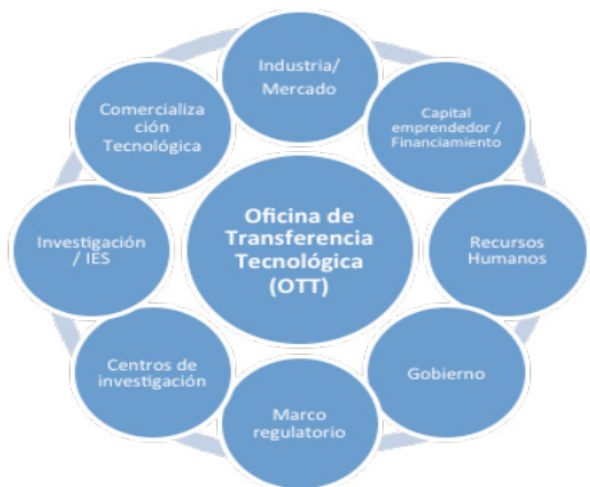 Industria/
Mercado
Capital
emprendedor /
Financiamiento
Recursos
Humanos
Gobierno
Marco
regulatorio
Centros de
investigación
Investigación
/ IES
Comercializa
ción
Tecnológica
Oficina de
Transferencia
Tecnológica
(OTT)